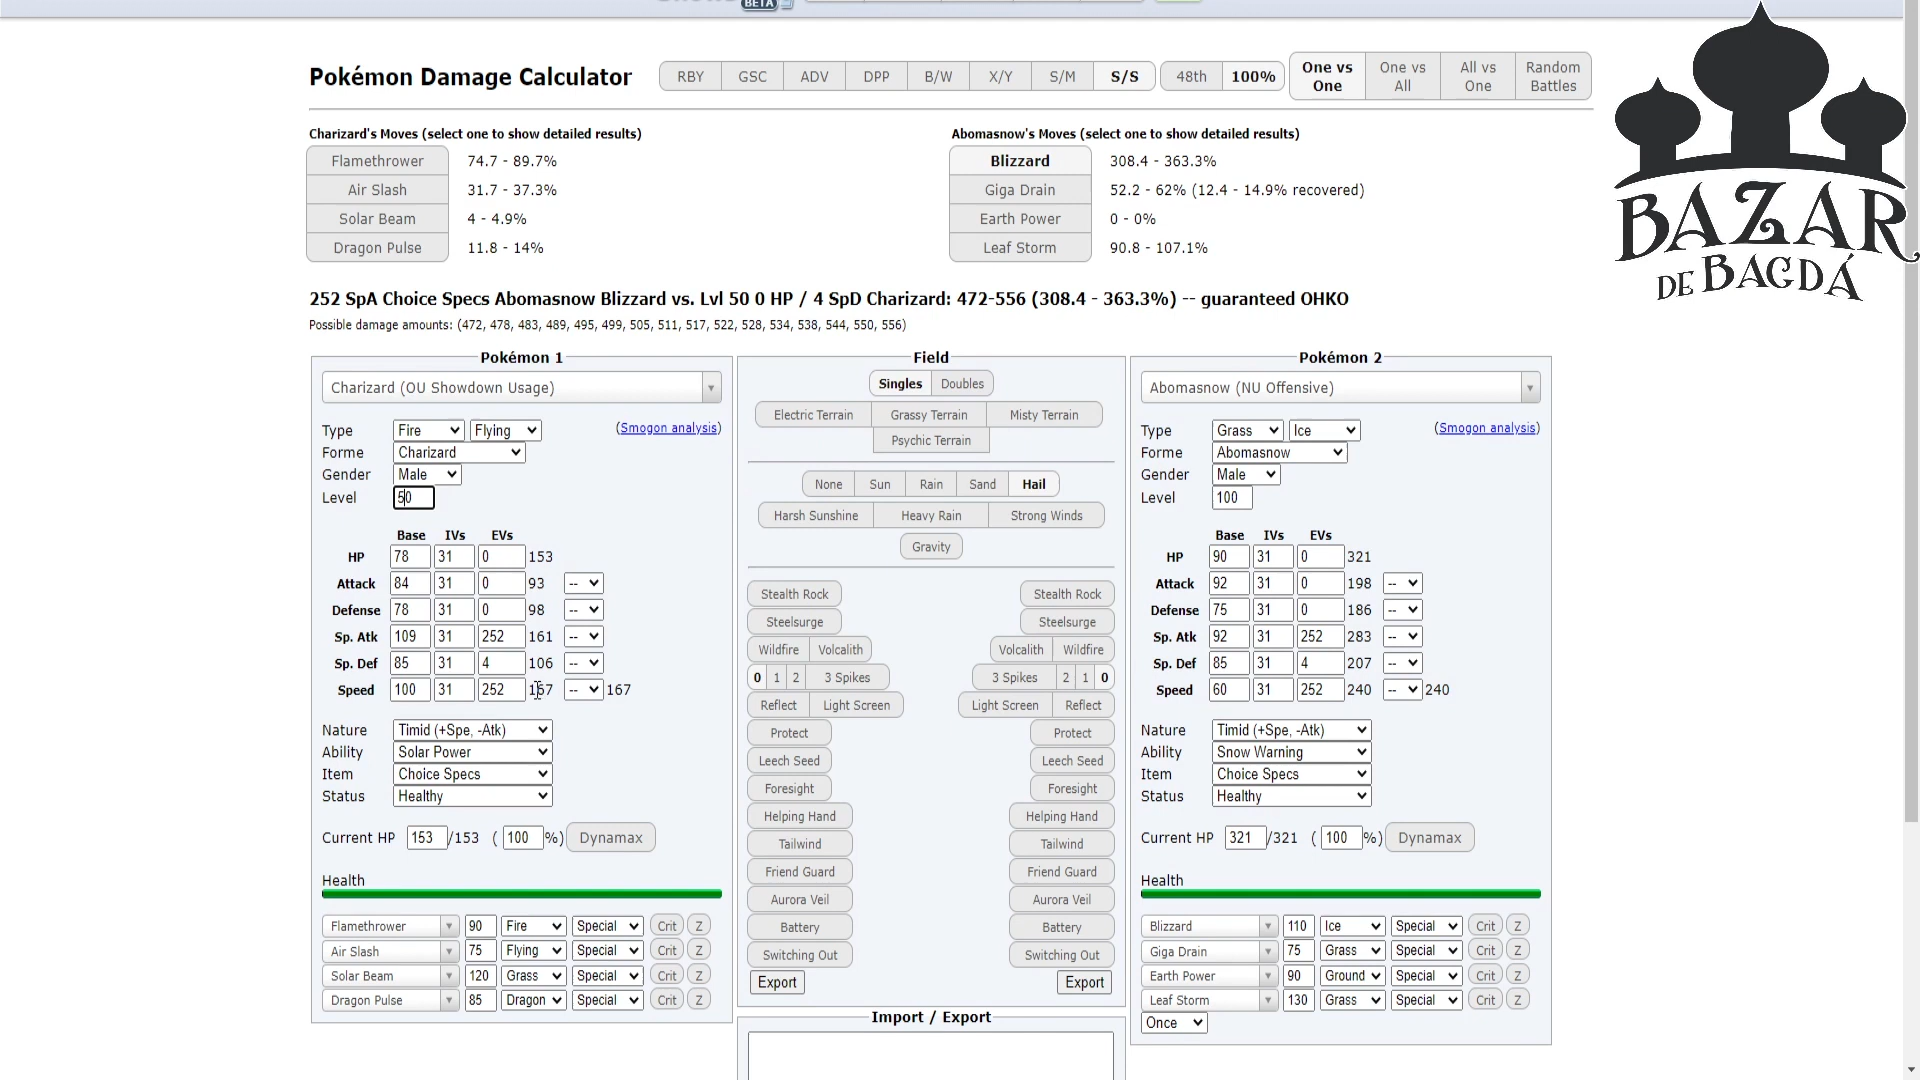 BETA
Pokémon Damage Calculator RBY GSC ADV DPP B/W X/Y S/M S/S 48th 100% One vs One One vs All All vs One Random Battles
Charizard's Moves (select one to show detailed results) Abomasnow's Moves (select one to show detailed results)
Flamethrower 74.7 - 89.7% Blizzard 308.4 - 363.3%
Air Slash 31.7 - 37.3% Giga Drain 52.2 - 62% (12.4 - 14.9% recovered)
Solar Beam 4 - 4.9% Earth Power 0 - 0%
Dragon Pulse 11.8 - 14% Leaf Storm 90.8 - 107.1%
BAZAR
DE BAGDÁ
252 SpA Choice Specs Abomasnow Blizzard vs. Lvl 50 0 HP / 4 SpD Charizard: 472-556 (308.4 - 363.3%) -- guaranteed OHKO
Possible damage amounts: (472, 478, 483, 489, 495, 499, 505, 511, 517, 522, 528, 534, 538, 544, 550, 556)
Pokémon 1
Charizard (OU Showdown Usage)
Type Fire Flying (Smogon analysis)
Forme Charizard
Gender Male
Level 50
Base IVs EVs
HP 78 31 0 153
Attack 84 31 0 93 --
Defense 78 31 0 98 --
Sp. Atk 109 31 252 161 --
Sp. Def 85 31 4 106 --
Speed 100 31 252 167 -- 167
Nature Timid (+Spe, -Atk)
Ability Solar Power
Item Choice Specs
Status Healthy
Current HP 153 /153 ( 100 %) Dynamax
Health
Flamethrower 90 Fire Special Crit Z
Air Slash 75 Flying Special Crit Z
Solar Beam 120 Grass Special Crit Z
Dragon Pulse 85 Dragon Special Crit Z
Field
Singles Doubles
Electric Terrain Grassy Terrain Misty Terrain
Psychic Terrain
None Sun Rain Sand Hail
Harsh Sunshine Heavy Rain Strong Winds
Gravity
Stealth Rock Stealth Rock
Steelsurge Steelsurge
Wildfire Volcalith Volcalith Wildfire
0 1 2 3 Spikes 3 Spikes 2 1 0
Reflect Light Screen Light Screen Reflect
Protect Protect
Leech Seed Leech Seed
Foresight Foresight
Helping Hand Helping Hand
Tailwind Tailwind
Friend Guard Friend Guard
Aurora Veil Aurora Veil
Battery Battery
Switching Out Switching Out
Export Export
Import / Export
Pokémon 2
Abomasnow (NU Offensive)
Type Grass Ice (Smogon analysis)
Forme Abomasnow
Gender Male
Level 100
Base IVs EVs
HP 90 31 0 321
Attack 92 31 0 198 --
Defense 75 31 0 186 --
Sp. Atk 92 31 252 283 --
Sp. Def 85 31 4 207 --
Speed 60 31 252 240 -- 240
Nature Timid (+Spe, -Atk)
Ability Snow Warning
Item Choice Specs
Status Healthy
Current HP 321 /321 ( 100 %) Dynamax
Health
Blizzard 110 Ice Special Crit Z
Giga Drain 75 Grass Special Crit Z
Earth Power 90 Ground Special Crit Z
Leaf Storm 130 Grass Special Crit Z
Once